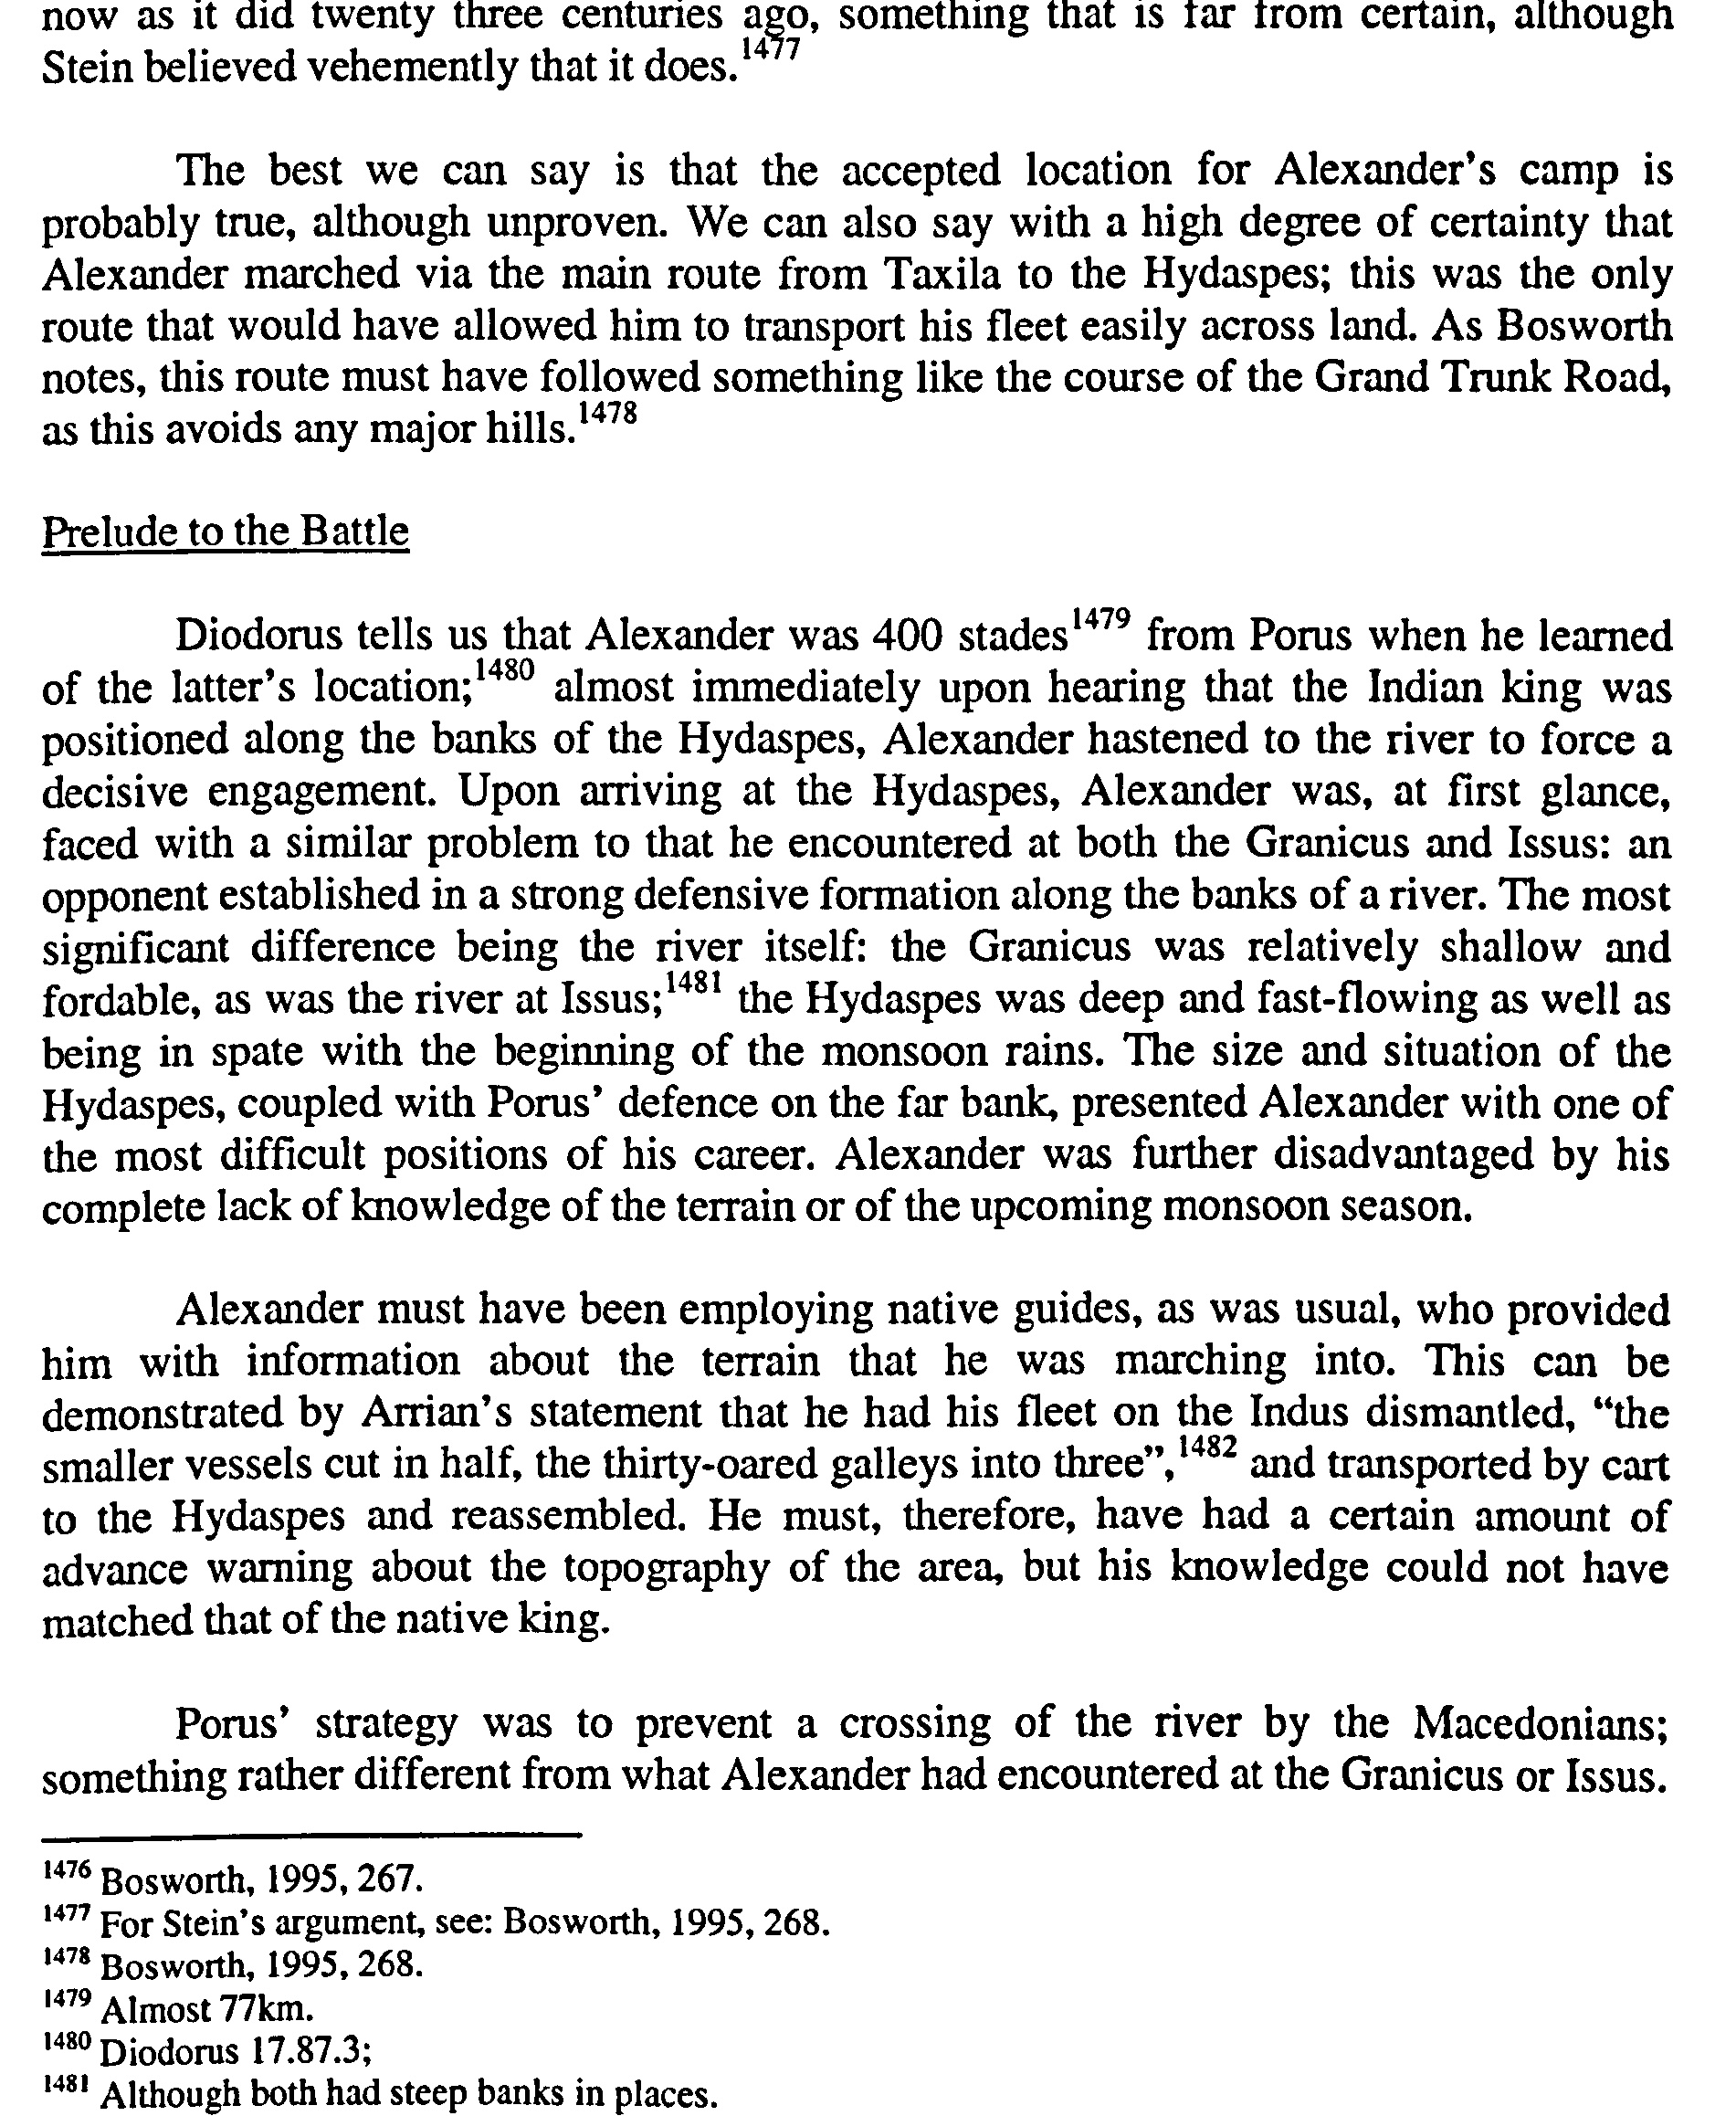 now as it did twenty three centuries ago, something that is far from certain, although
Stein believed vehemently that it does.1477
The best we can say is that the accepted location for Alexander's camp is
probably true, although unproven. We can also say with a high degree of certainty that
Alexander marched via the main route from Taxila to the Hydaspes; this was the only
route that would have allowed him to transport his fleet easily across land. As Bosworth
notes, this route must have followed something like the course of the Grand Trunk Road,
as this avoids any major hills.1478
Prelude to the Battle
Diodorus tells us that Alexander was 400 stades1479 from Porus when he learned
of the latter's location;1480 almost immediately upon hearing that the Indian king was
positioned along the banks of the Hydaspes, Alexander hastened to the river to force a
decisive engagement. Upon arriving at the Hydaspes, Alexander was, at first glance,
faced with a similar problem to that he encountered at both the Granicus and Issus: an
opponent established in a strong defensive formation along the banks of a river. The most
significant difference being the river itself: the Granicus was relatively shallow and
fordable, as was the river at Issus;1481 the Hydaspes was deep and fast-flowing as well as
being in spate with the beginning of the monsoon rains. The size and situation of the
Hydaspes, coupled with Porus' defence on the far bank, presented Alexander with one of
the most difficult positions of his career. Alexander was further disadvantaged by his
complete lack of knowledge of the terrain or of the upcoming monsoon season.
Alexander must have been employing native guides, as was usual, who provided
him with information about the terrain that he was marching into. This can be
demonstrated by Arrian's statement that he had his fleet on the Indus dismantled, "the
smaller vessels cut in half, the thirty-oared galleys into three",1482 and transported by cart
to the Hydaspes and reassembled. He must, therefore, have had a certain amount of
advance warning about the topography of the area, but his knowledge could not have
matched that of the native king.
Porus' strategy was to prevent a crossing of the river by the Macedonians;
something rather different from what Alexander had encountered at the Granicus or Issus.
1476 Bosworth, 1995, 267.
1477 For Stein's argument, see: Bosworth, 1995, 268.
1478 Bosworth, 1995, 268.
1479 Almost 77km.
1480 Diodorus 17.87.3;
1481 Although both had steep banks in places.